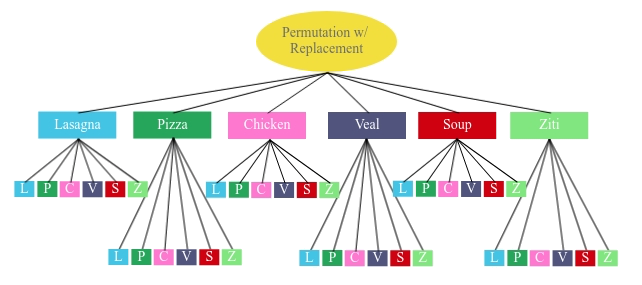 Permutation w/
Replacement
Lasagna Pizza Chicken Veal Soup Ziti
L P C V S Z L P C V S Z L P C V S Z
L P C V S Z L P C V S Z L P C V S Z